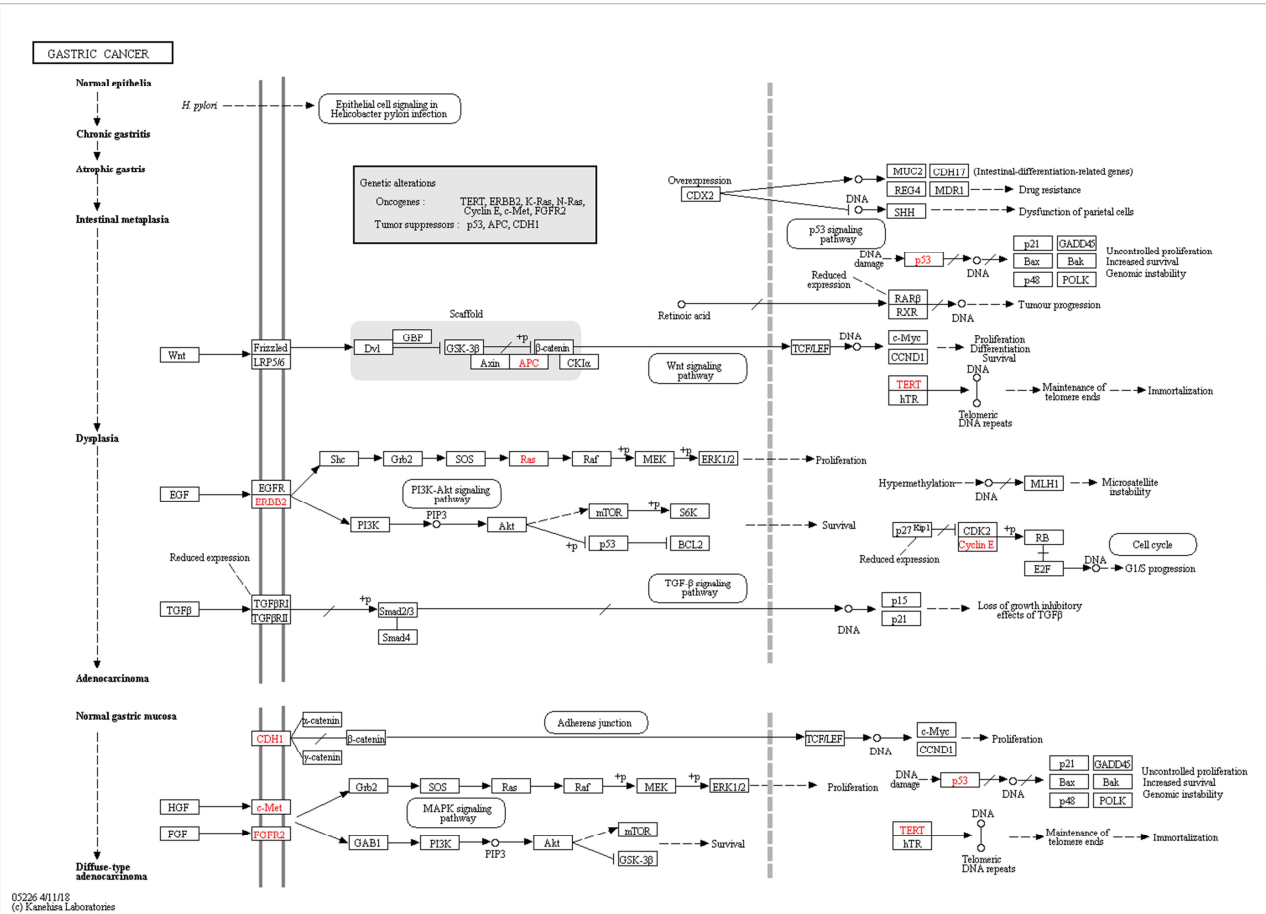 GASTRIC CANCER
Normal epithelia
H. pylori
Epithelial cell signaling in
Helicobacter pylori infection
Chronic gastritis
Atrophic gastris
Intestinal metaplasia
Genetic alterations
Oncogenes : TERT, ERBB2, K-Ras, N-Ras,
Cyclin E, c-Met, FGFR2
Tumor suppressors : p53, APC, CDH1
Overexpression
CDX2
MUC2 CDH17 (Intestinal-differentiation-related genes)
REG4 MDR1 Drug resistance
DNA
SHH Dysfunction of parietal cells
p53 signaling
pathway
DNA
damage
p53
DNA
p21 GADD45
Bax Bak
p48 POLK
Uncontrolled proliferation
Increased survival
Genomic instability
Reduced
expression
Retinoic acid
RARβ
RXR
DNA
Tumour progression
Scaffold
Wnt
Frizzled
LRP5/6
Dvl
GBP
GSK-3β
+p
β-catenin
Axin
APC
CKIα
Wnt signaling
pathway
TCF/LEF
DNA
c-Myc
CCND1
Proliferation
Differentiation
Survival
TERT
hTR
DNA
Telomeric
DNA repeats
Maintenance of
telomere ends
Immortalization
Dysplasia
EGF
EGFR
ERBB2
Shc
Grb2
SOS
Ras
Raf
+p
MEK
+p
ERK1/2
Proliferation
PI3K-Akt signaling
pathway
PI3K
PIP3
Akt
mTOR
+p
S6K
+p
p53
BCL2
Survival
Hypermethylation
DNA
MLH1
Microsatellite
instability
p27 Kip1
Reduced expression
CDK2
Cyclin E
+p
RB
E2F
Cell cycle
DNA
G1/S progression
Reduced expression
TGFβ
TGFβRI
TGFβRII
+p
Smad2/3
Smad4
TGF-β signaling
pathway
DNA
p15
p21
Loss of growth inhibitory
effects of TGFβ
Adenocarcinoma
Normal gastric mucosa
CDH1
α-catenin
β-catenin
γ-catenin
Adherens junction
TCF/LEF
DNA
c-Myc
CCND1
Proliferation
HGF
c-Met
FGF
FGFR2
Grb2
SOS
Ras
Raf
+p
MEK
+p
ERK1/2
Proliferation
MAPK signaling
pathway
GAB1
PI3K
PIP3
Akt
mTOR
GSK-3β
Survival
DNA
damage
p53
DNA
p21 GADD45
Bax Bak
p48 POLK
Uncontrolled proliferation
Increased survival
Genomic instability
TERT
hTR
DNA
Telomeric
DNA repeats
Maintenance of
telomere ends
Immortalization
Diffuse-type
adenocarcinoma
05226 4/11/18
(c) Kanehisa Laboratories